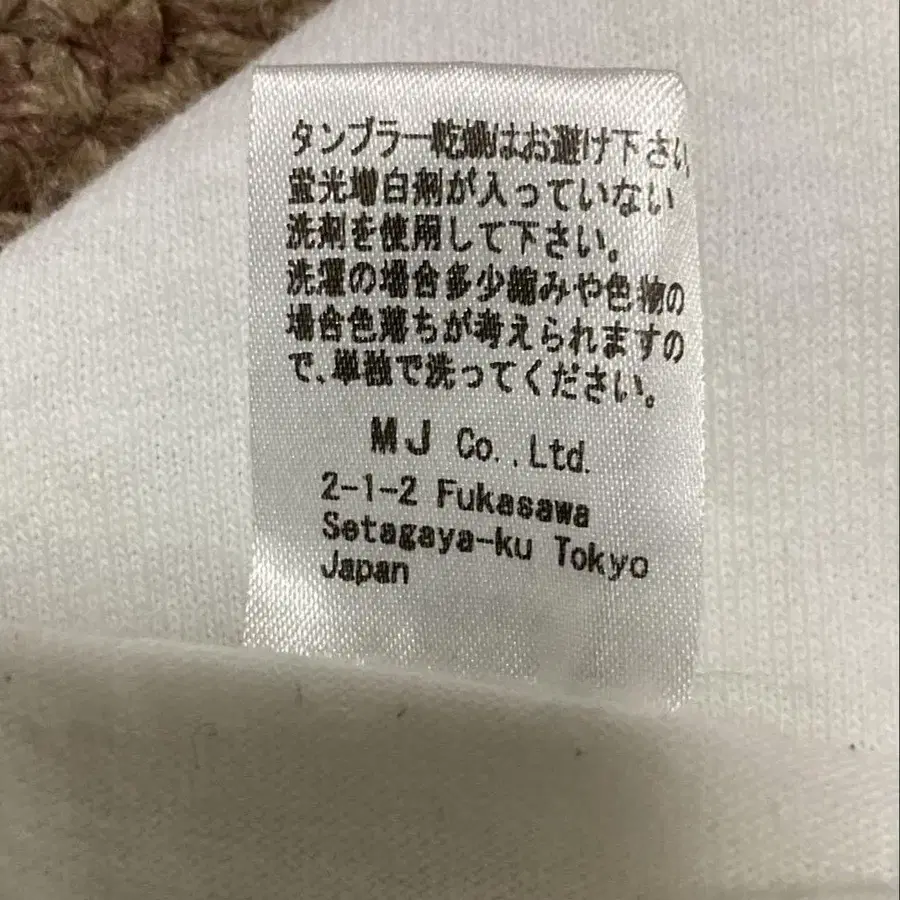 タンブラー乾燥はお避け下さい
蛍光増白剤が入っていない
洗剤を使用して下さい。
洗濯の場合多少縮みや色物の
場合色落ちが考えられますの
で、単独で洗ってください。
MJ Co.,Ltd.
2-1-2 Fukasawa
Setagaya-ku Tokyo
Japan